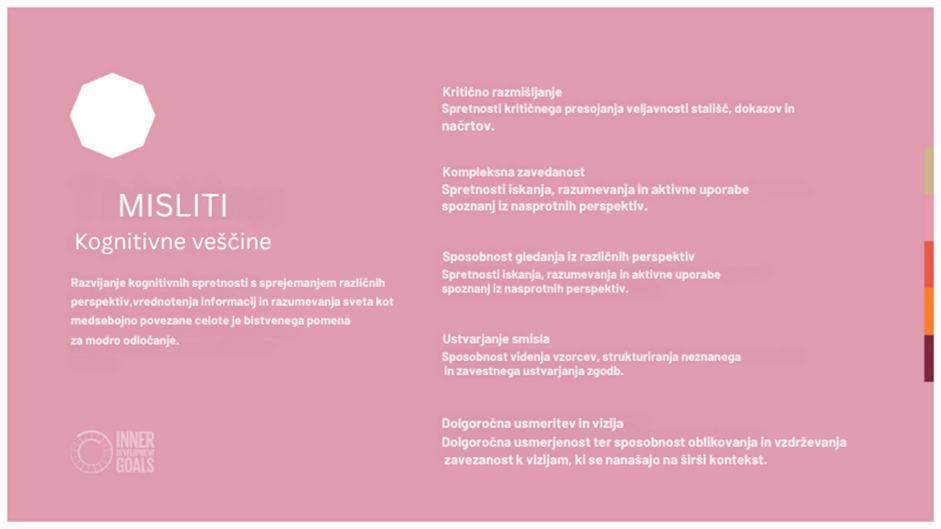 MISLITI
Kognitivne veščine
Razvijanje kognitivnih spretnosti s sprejemanjem različnih
perspektiv,vrednotenja informacij in razumevanja sveta kot
medsebojno povezane celote je bistvenega pomena
za modro odločanje.
INNER
DEVELOPMENT
GOALS
Kritično razmišljanje
Spretnosti kritičnega presojanja veljavnosti stališč, dokazov in
načrtov.
Kompleksna zavedanost
Spretnosti iskanja, razumevanja in aktivne uporabe
spoznanj iz nasprotnih perspektiv.
Sposobnost gledanja iz različnih perspektiv
Spretnosti iskanja, razumevanja in aktivne uporabe
spoznanj iz nasprotnih perspektiv.
Ustvarjanje smisla
Sposobnost videnja vzorcev, strukturiranja neznanega
in zavestnega ustvarjanja zgodb.
Dolgoročna usmeritev in vizija
Dolgoročna usmerjenost ter sposobnost oblikovanja in vzdrževanja
zavezanost k vizijam, ki se nanašajo na širši kontekst.